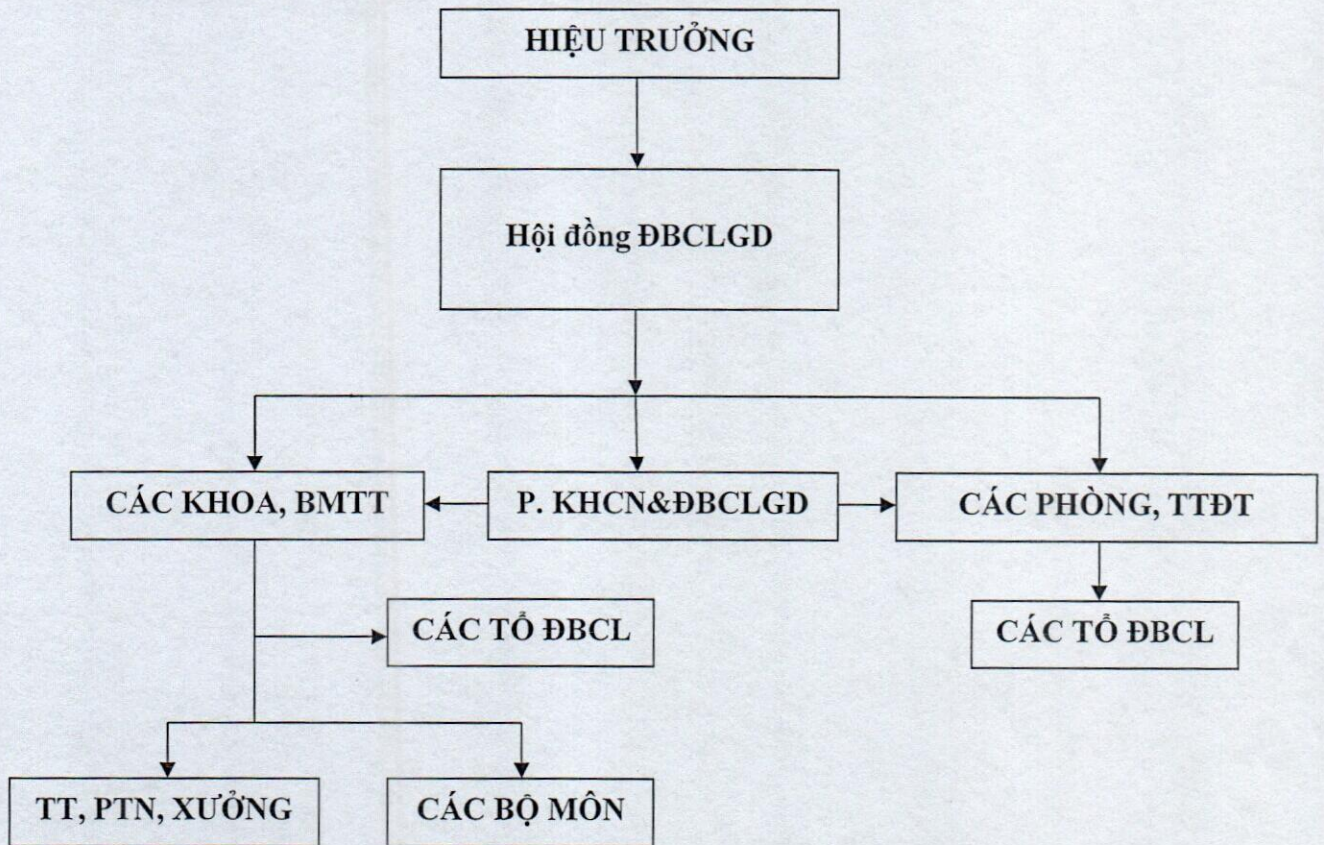 HIỆU TRƯỞNG
Hội đồng ĐBCLGD
CÁC KHOA, BMTT
P. KHCN&ĐBCLGD
CÁC PHÒNG, TTĐT
CÁC TỔ ĐBCL
CÁC TỔ ĐBCL
TT, PTN, XƯỞNG
CÁC BỘ MÔN